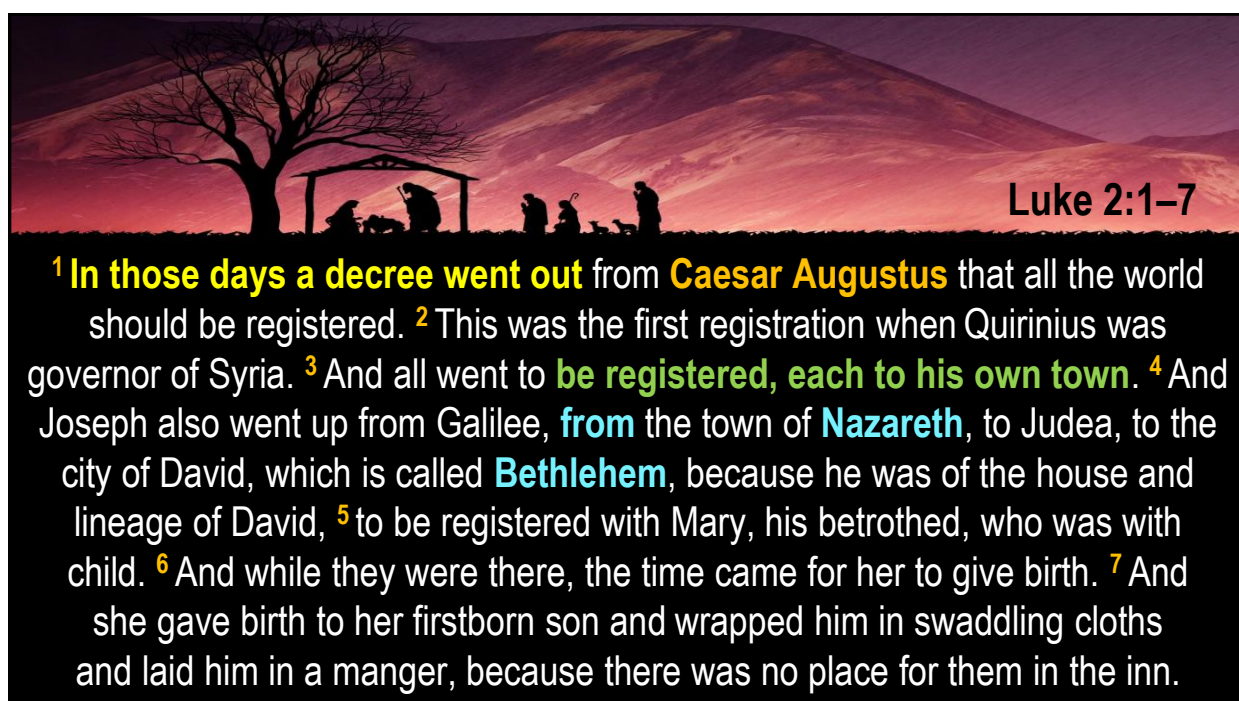 Luke 2:1–7
1 In those days a decree went out from Caesar Augustus that all the world
should be registered. 2 This was the first registration when Quirinius was
governor of Syria. 3 And all went to be registered, each to his own town. 4 And
Joseph also went up from Galilee, from the town of Nazareth, to Judea, to the
city of David, which is called Bethlehem, because he was of the house and
lineage of David, 5 to be registered with Mary, his betrothed, who was with
child. 6 And while they were there, the time came for her to give birth. 7 And
she gave birth to her firstborn son and wrapped him in swaddling cloths
and laid him in a manger, because there was no place for them in the inn.